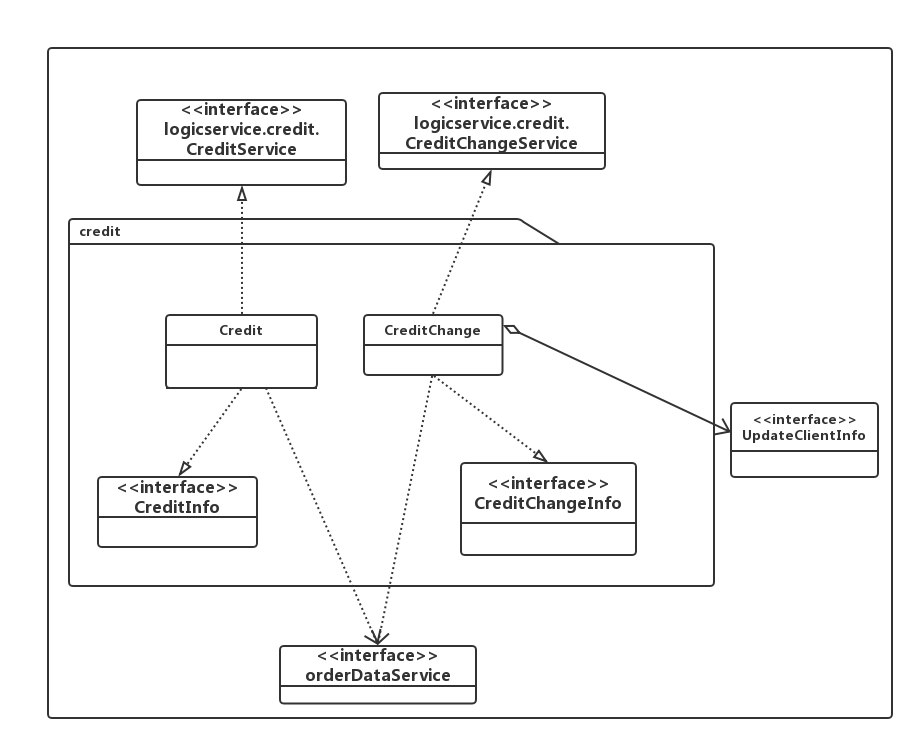 <<interface>>
logicservice.credit.
CreditService
<<interface>>
logicservice.credit.
CreditChangeService
credit
Credit
CreditChange
<<interface>>
UpdateClientInfo
<<interface>>
CreditInfo
<<interface>>
CreditChangeInfo
<<interface>>
orderDataService